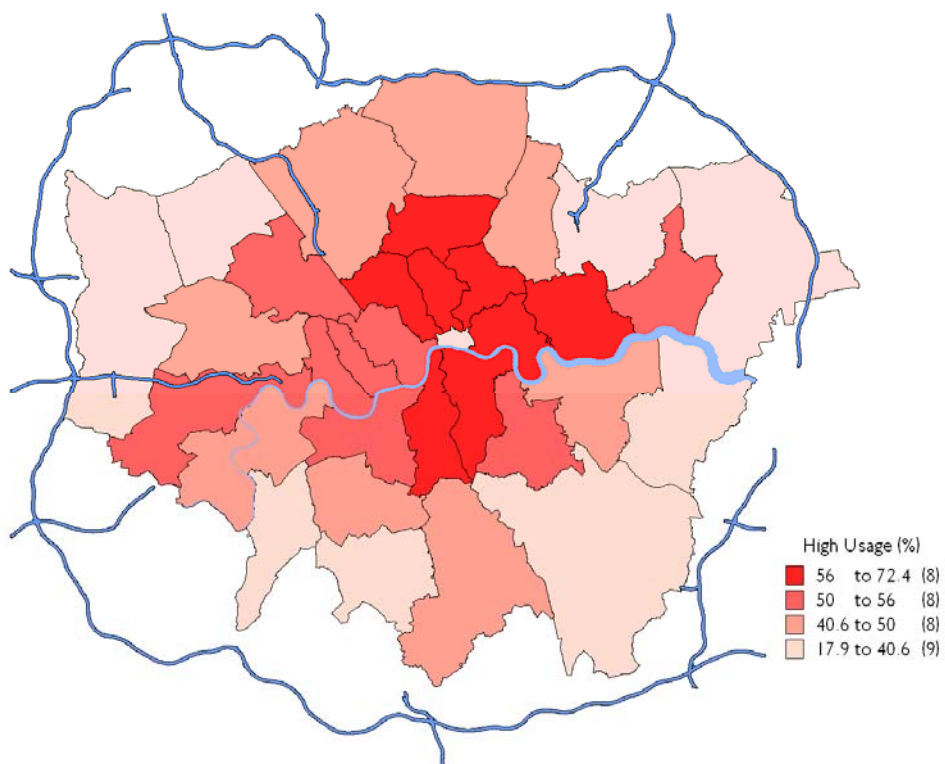 High Usage (%)
56 to 72.4 (8)
50 to 56 (8)
40.6 to 50 (8)
17.9 to 40.6 (9)